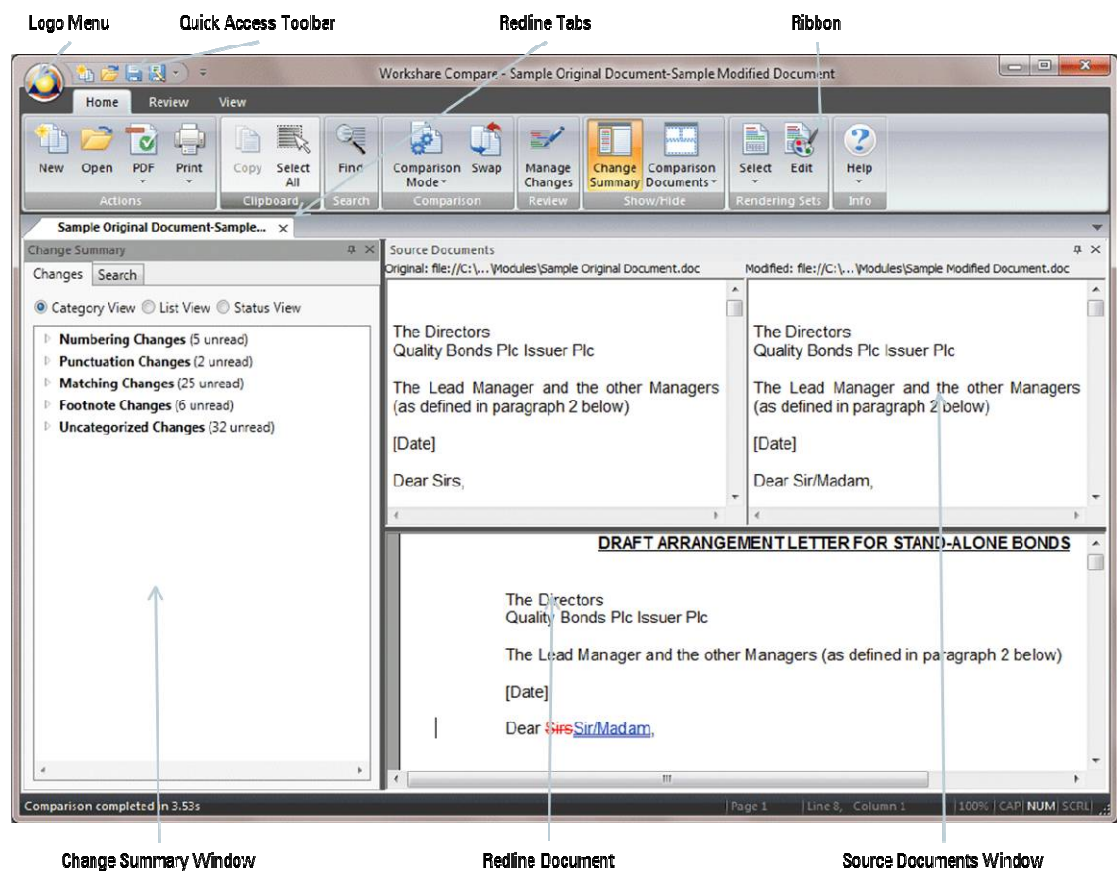 Logo Menu Quick Access Toolbar Redline Tabs Ribbon
Workshare Compare - Sample Original Document-Sample Modified Document
Home Review View
New Open PDF Print Copy Select All Find Comparison Mode Swap Manage Changes Change Summary Comparison Documents Select Edit Help
Actions Clipboard Search Comparison Review Show/Hide Rendering Sets Info
Sample Original Document-Sample...
Change Summary
Changes Search
Category View List View Status View
Numbering Changes (5 unread)
Punctuation Changes (2 unread)
Matching Changes (25 unread)
Footnote Changes (6 unread)
Uncategorized Changes (32 unread)
Source Documents
Original: file://C:\...\Modules\Sample Original Document.doc
The Directors
Quality Bonds Plc Issuer Plc
The Lead Manager and the other Managers
(as defined in paragraph 2 below)
[Date]
Dear Sirs,
Modified: file://C:\...\Modules\Sample Modified Document.doc
The Directors
Quality Bonds Plc Issuer Plc
The Lead Manager and the other Managers
(as defined in paragraph 2 below)
[Date]
Dear Sir/Madam,
DRAFT ARRANGEMENT LETTER FOR STAND-ALONE BONDS
The Directors
Quality Bonds Plc Issuer Plc
The Lead Manager and the other Managers (as defined in paragraph 2 below)
[Date]
Dear SirsSir/Madam,
Comparison completed in 3.53s Page 1 Line 8, Column 1 100% CAP NUM SCRL
Change Summary Window Redline Document Source Documents Window